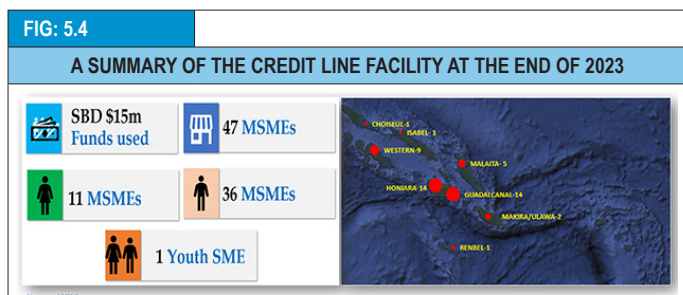 FIG: 5.4
A SUMMARY OF THE CREDIT LINE FACILITY AT THE END OF 2023
SBD $15m
Funds used
47 MSMEs
11 MSMEs
36 MSMEs
1 Youth SME
CHOISEUL-1
ISABEL- 1
WESTERN-9
MALAITA- 5
HONIARA-14
GUADALCANAL-14
MAKIRA/ULAWA-2
RENBEL-1